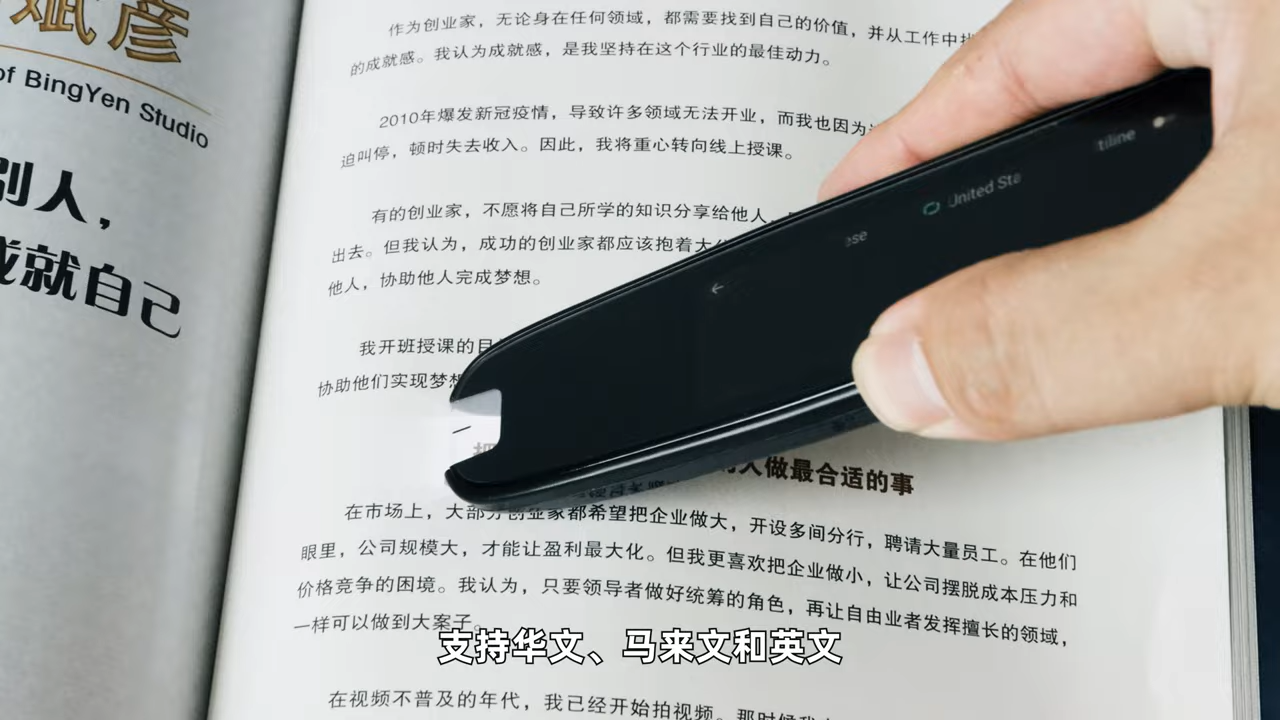 斌彦
of BingYen Studio
别人，
成就自己
作为创业家，无论身在任何领域，都需要找到自己的价值，并从工作中
的成就感。我认为成就感，是我坚持在这个行业的最佳动力。
2010年爆发新冠疫情，导致许多领域无法开业，而我也因为
迫叫停，顿时失去收入。因此，我将重心转向线上授课。
有的创业家，不愿将自己所学的知识分享给他人，
出去。但我认为，成功的创业家都应该抱着大
他人，协助他人完成梦想。
我开班授课的目
协助他们实现梦想
United Sta
ese
←
人做最合适的事
在市场上，大部分创业家都希望把企业做大，开设多间分行，聘请大量员工。在他们
眼里，公司规模大，才能让盈利最大化。但我更喜欢把企业做小，让公司摆脱成本压力和
价格竞争的困境。我认为，只要领导者做好统筹的角色，再让自由业者发挥擅长的领域，
一样可以做到大案子。
支持华文、马来文和英文
在视频不普及的年代，我已经开始拍视频。那时候我